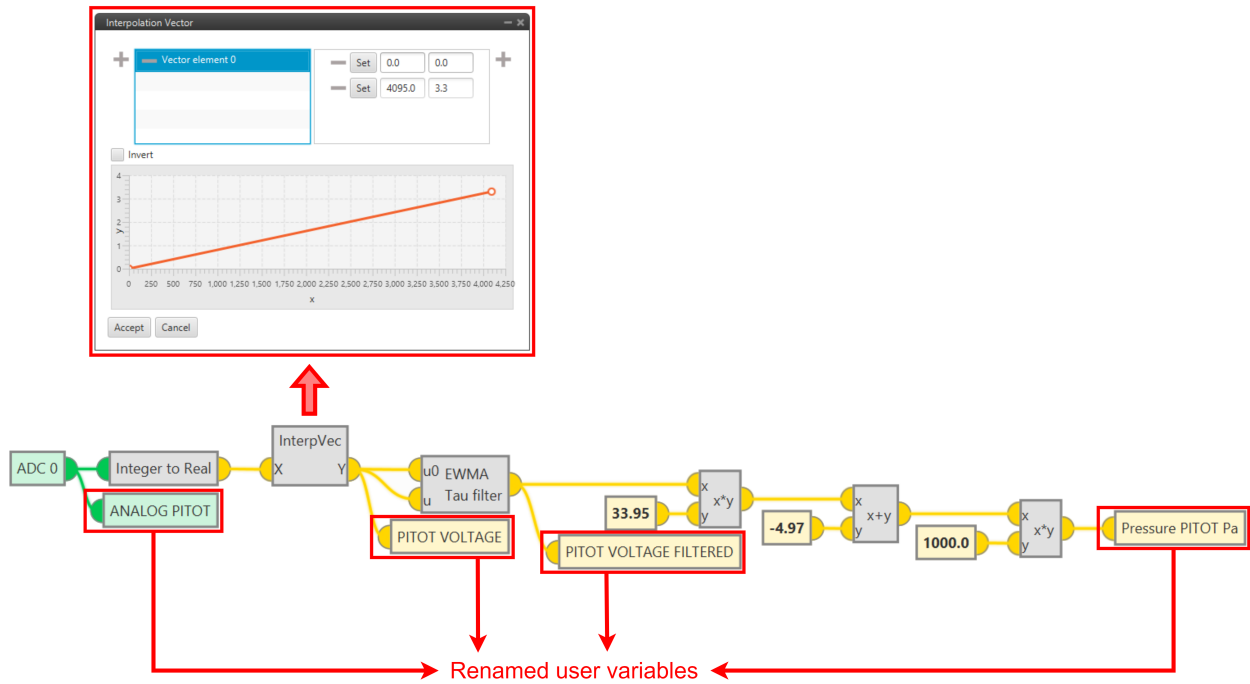 Interpolation Vector
Vector element 0
Set 0.0 0.0
Set 4095.0 3.3
Invert
4
3
2
1
0
y
0 250 500 750 1,000 1,250 1,500 1,750 2,000 2,250 2,500 2,750 3,000 3,250 3,500 3,750 4,000 4,250
x
Accept Cancel
ADC 0
Integer to Real
ANALOG PITOT
InterpVec
X Y
u0 EWMA
u Tau filter
PITOT VOLTAGE
PITOT VOLTAGE FILTERED
33.95
x
x*y
y
-4.97
x
x+y
y
1000.0
x
x*y
y
Pressure PITOT Pa
Renamed user variables